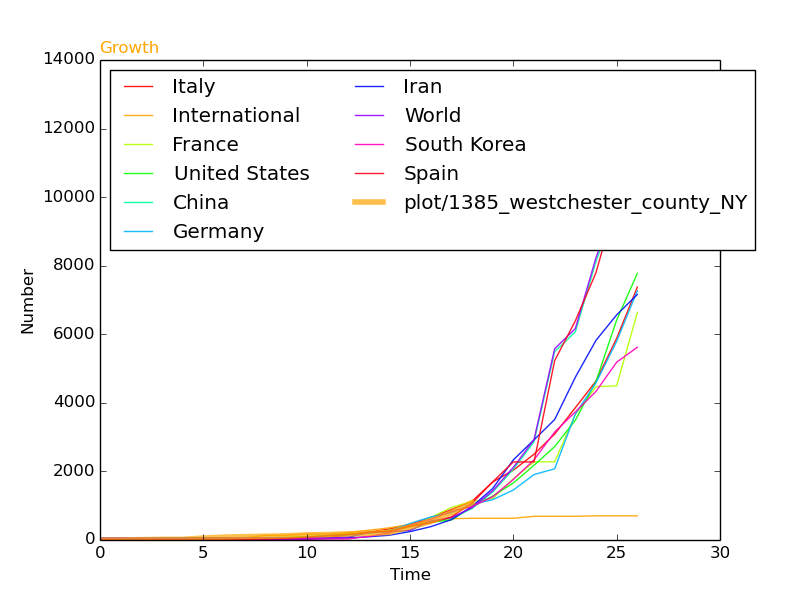 Growth
14000
12000
10000
8000
6000
4000
2000
0
Number
Italy
International
France
United States
China
Germany
Iran
World
South Korea
Spain
plot/1385_westchester_county_NY
0 5 10 15 20 25 30
Time